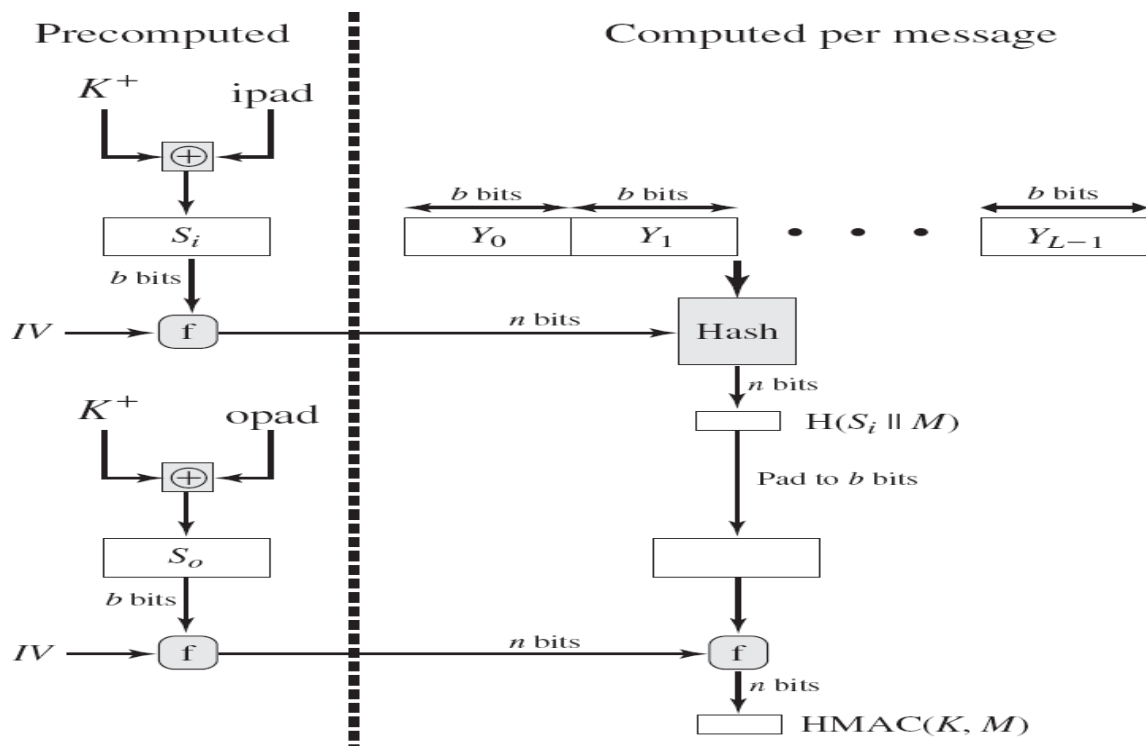 Precomputed
Computed per message
K+ ipad
⊕
b bits b bits b bits
Si
Y0 Y1 • • • YL−1
b bits
IV f n bits Hash
n bits
K+ opad
H(Si || M)
⊕
Pad to b bits
So
b bits
IV f n bits f
n bits
HMAC(K, M)